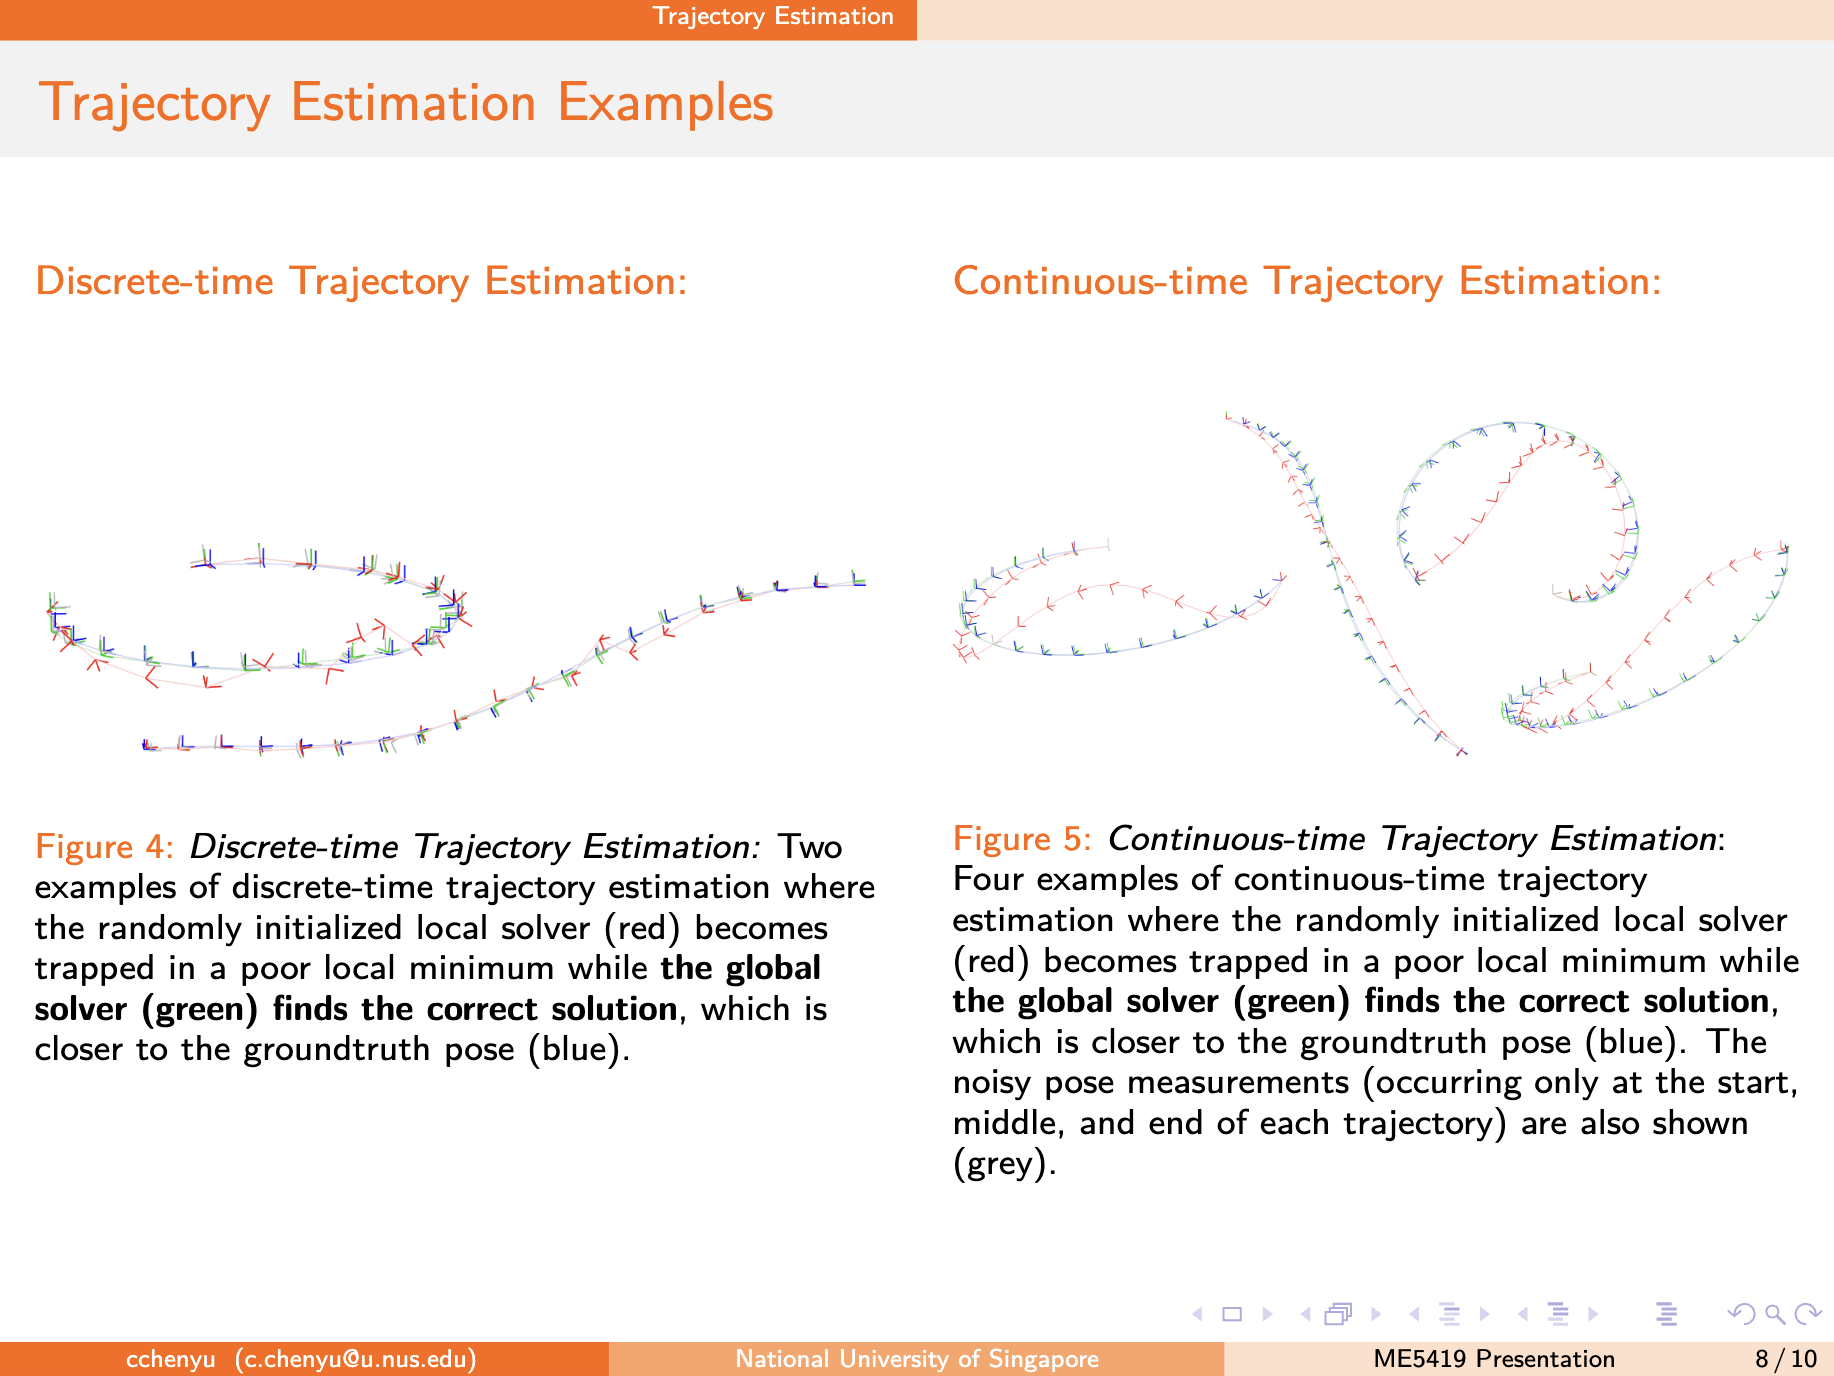 Trajectory Estimation
Trajectory Estimation Examples
Discrete-time Trajectory Estimation:
Figure 4: Discrete-time Trajectory Estimation: Two
examples of discrete-time trajectory estimation where
the randomly initialized local solver (red) becomes
trapped in a poor local minimum while the global
solver (green) finds the correct solution, which is
closer to the groundtruth pose (blue).
Continuous-time Trajectory Estimation:
Figure 5: Continuous-time Trajectory Estimation:
Four examples of continuous-time trajectory
estimation where the randomly initialized local solver
(red) becomes trapped in a poor local minimum while
the global solver (green) finds the correct solution,
which is closer to the groundtruth pose (blue). The
noisy pose measurements (occurring only at the start,
middle, and end of each trajectory) are also shown
(grey).
cchenyu (c.chenyu@u.nus.edu)
National University of Singapore
ME5419 Presentation
8 / 10